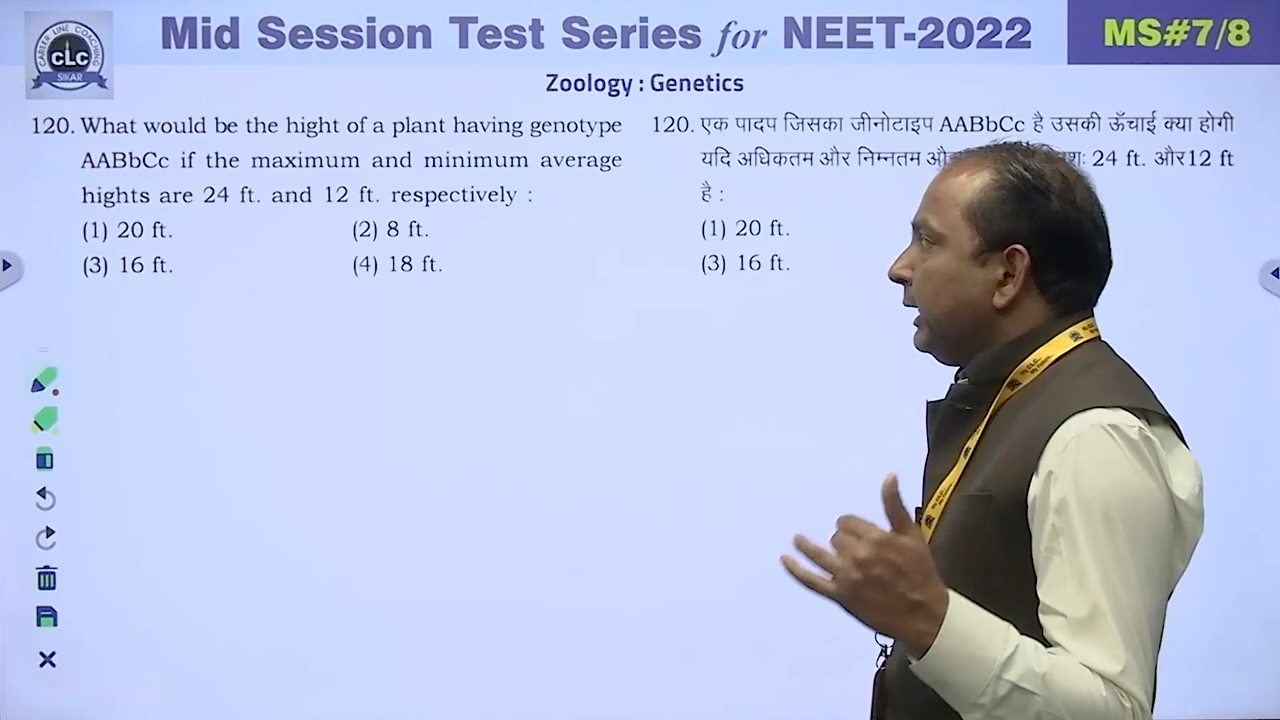 Mid Session Test Series for NEET-2022
MS#7/8
CAREER LINE COACHING
CLC
SIKAR
Zoology : Genetics
120. What would be the hight of a plant having genotype
AABbCc if the maximum and minimum average
hights are 24 ft. and 12 ft. respectively :
(1) 20 ft. (2) 8 ft.
(3) 16 ft. (4) 18 ft.
120. एक पादप जिसका जीनोटाइप AABbCc है उसकी ऊँचाई क्या होगी
यदि अधिकतम और निम्नतम 24 ft. और 12 ft
है :
(1) 20 ft.
(3) 16 ft.